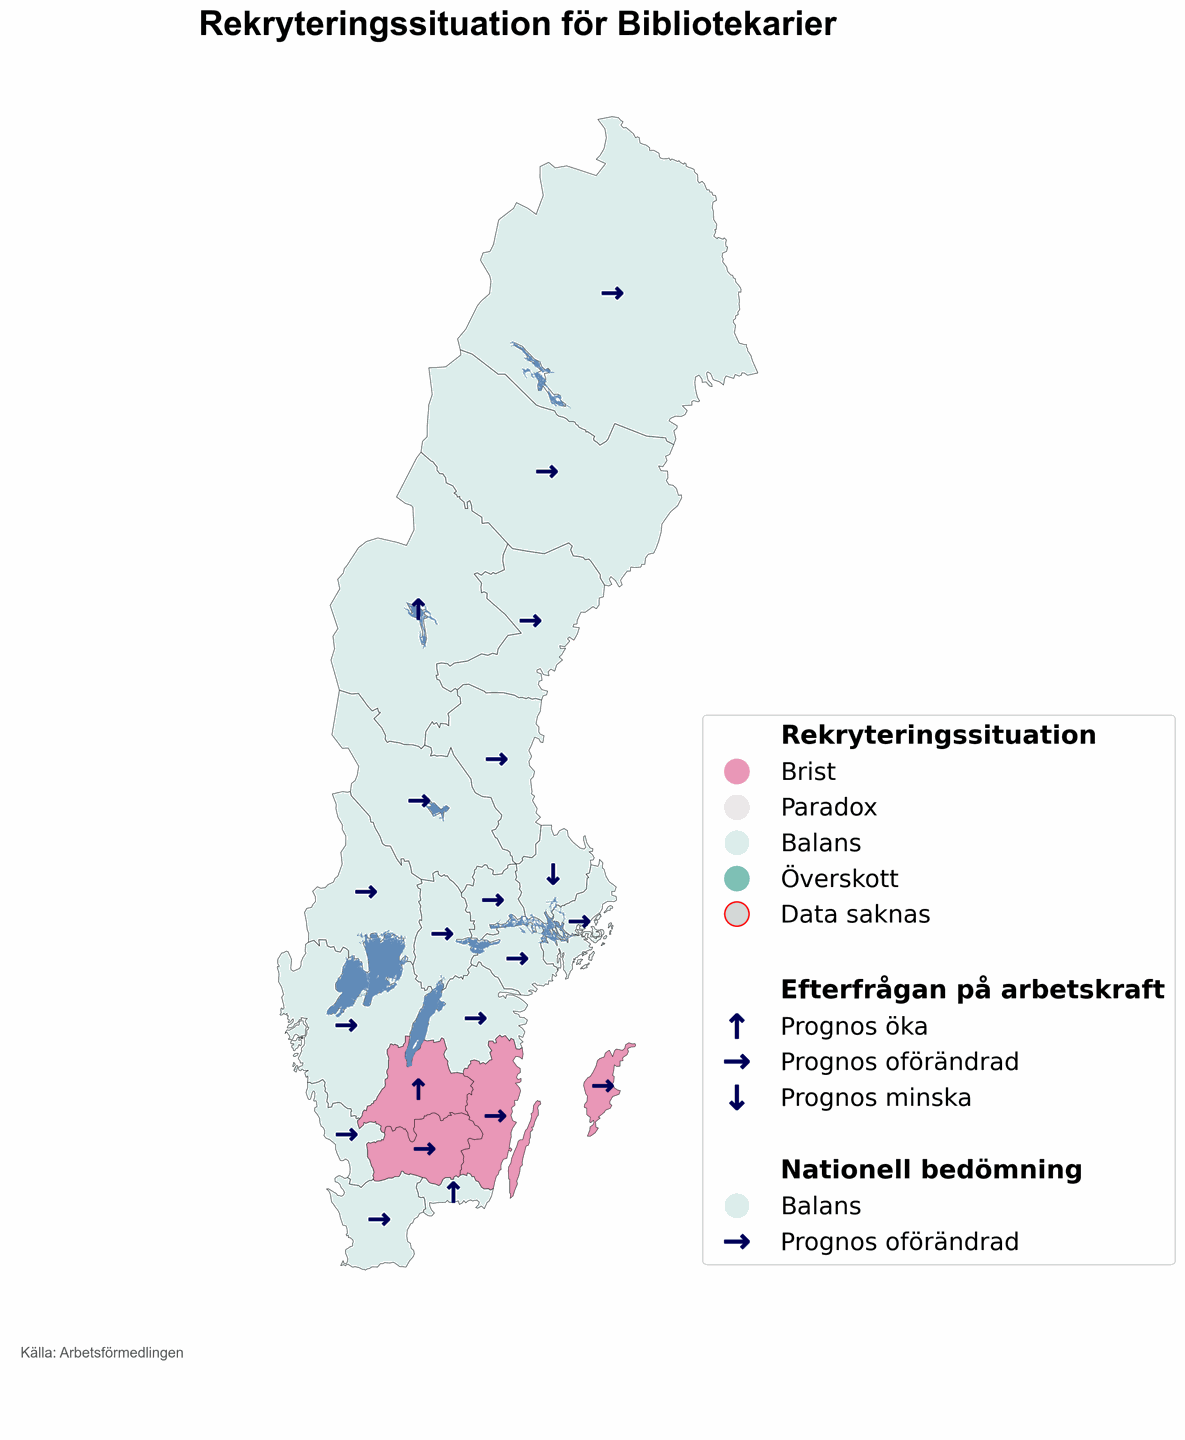 Rekryteringssituation för Bibliotekarier
Rekryteringssituation
Brist
Paradox
Balans
Överskott
Data saknas
Efterfrågan på arbetskraft
Prognos öka
Prognos oförändrad
Prognos minska
Nationell bedömning
Balans
Prognos oförändrad
Källa: Arbetsförmedlingen